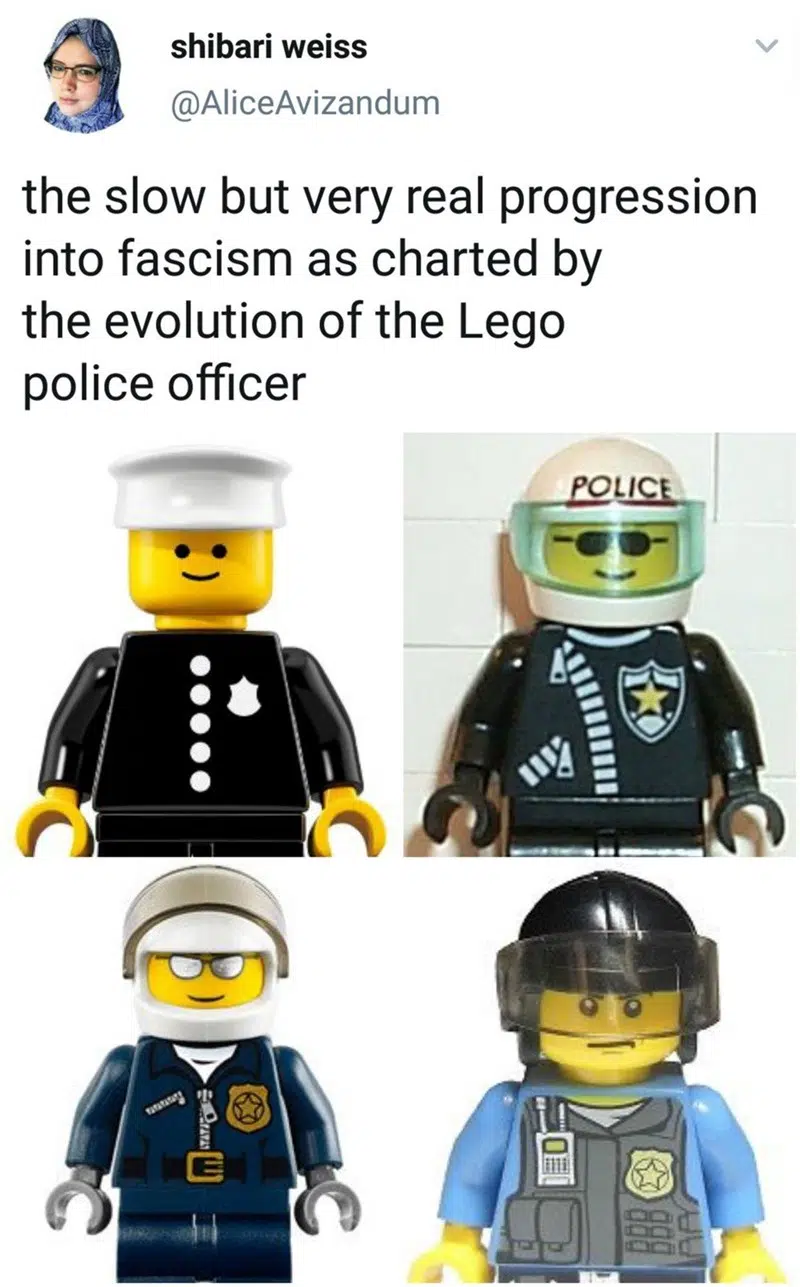 shibari weiss
@AliceAvizandum
the slow but very real progression
into fascism as charted by
the evolution of the Lego
police officer
POLICE